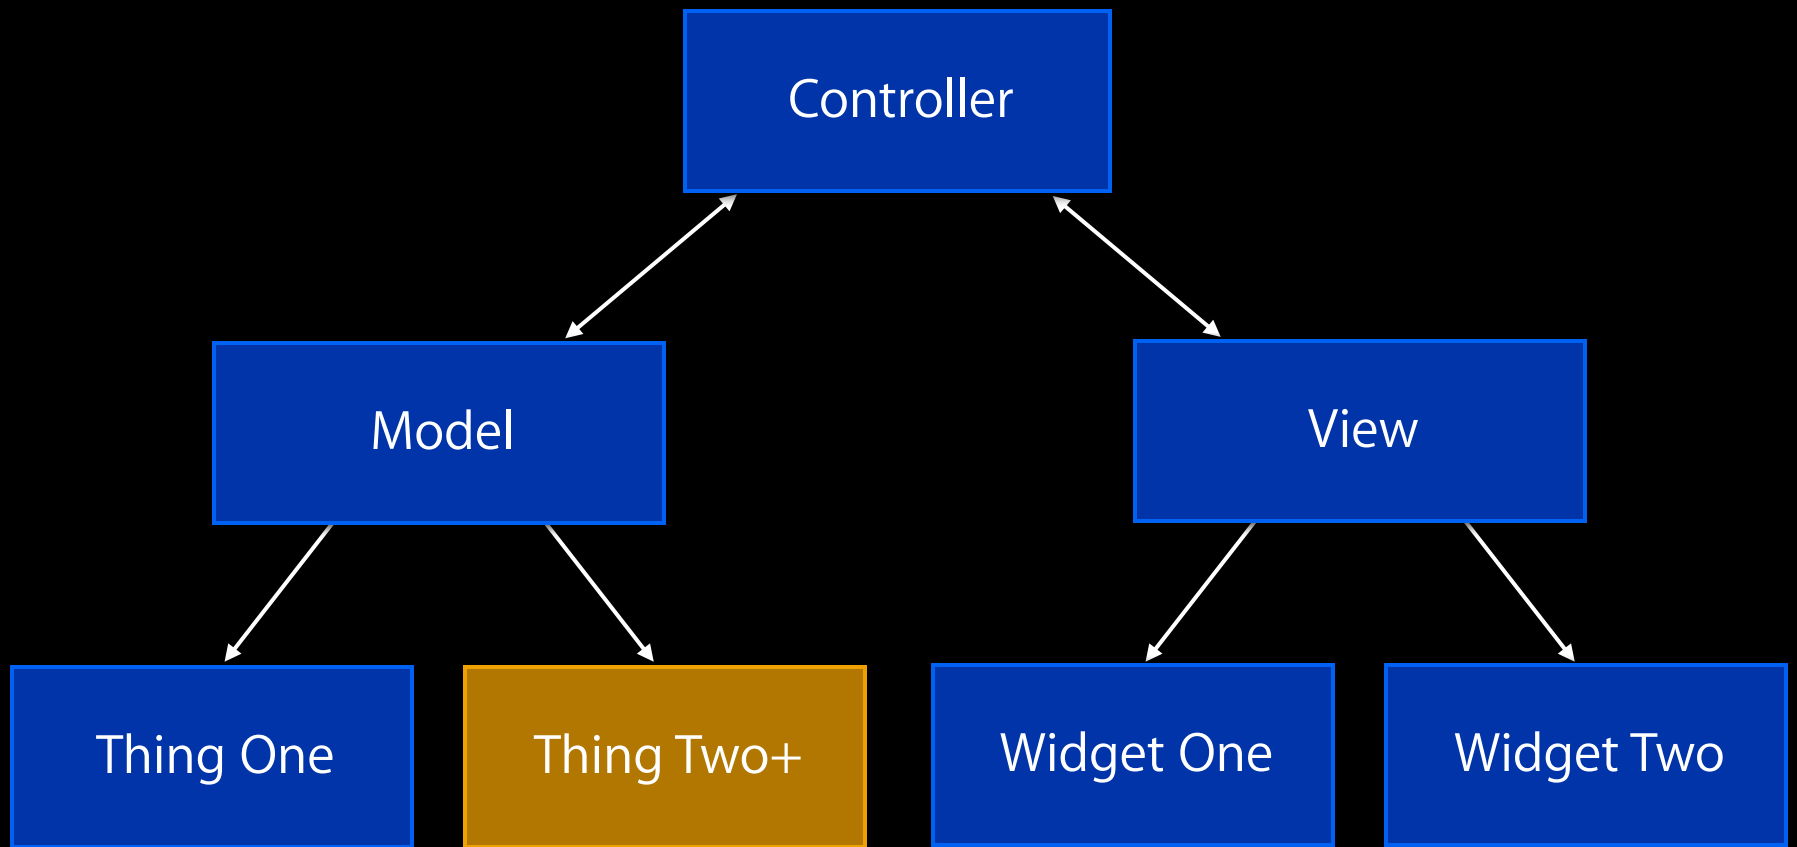 Controller
Model
View
Thing One
Thing Two+
Widget One
Widget Two